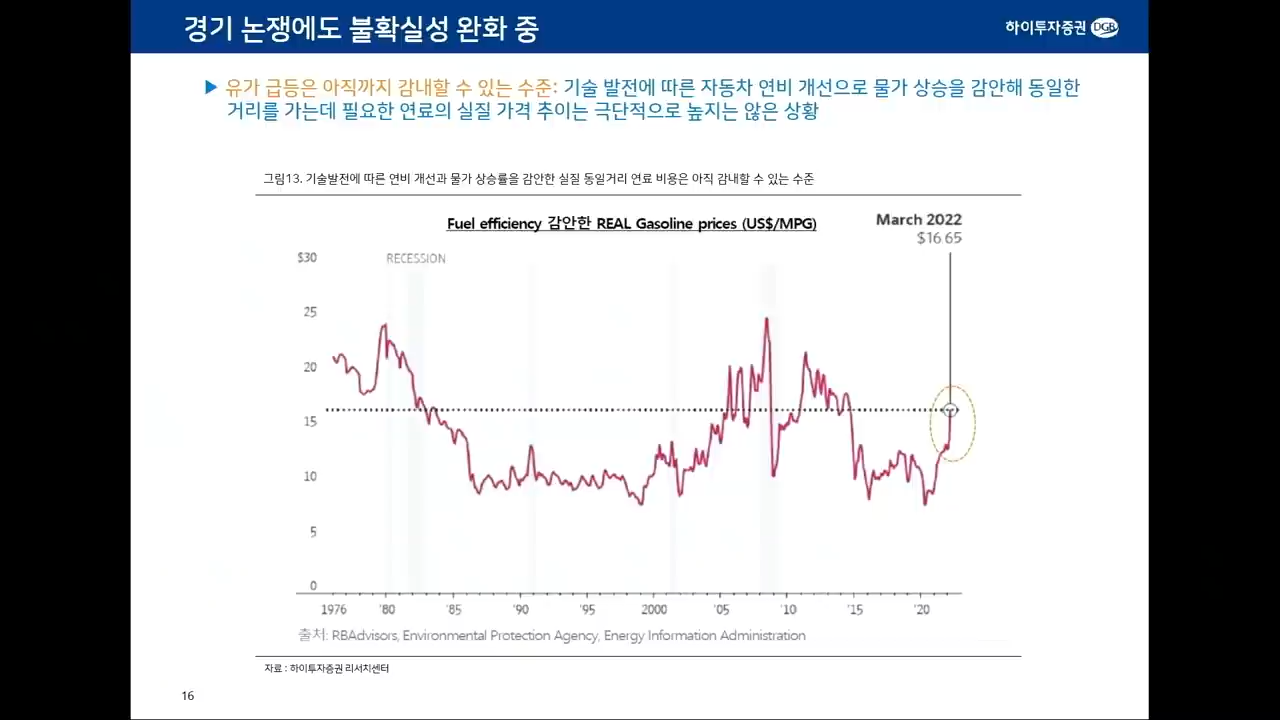 경기 논쟁에도 불확실성 완화 중
하이투자증권 DGB
▶ 유가 급등은 아직까지 감내할 수 있는 수준: 기술 발전에 따른 자동차 연비 개선으로 물가 상승을 감안해 동일한
거리를 가는데 필요한 연료의 실질 가격 추이는 극단적으로 높지는 않은 상황
그림13. 기술발전에 따른 연비 개선과 물가 상승률을 감안한 실질 동일거리 연료 비용은 아직 감내할 수 있는 수준
Fuel efficiency 감안한 REAL Gasoline prices (US$/MPG)
March 2022
$16.65
$30
RECESSION
25
20
15
10
5
0
1976 '80 '85 '90 '95 2000 '05 '10 '15 '20
출처: RBAdvisors, Environmental Protection Agency, Energy Information Administration
자료 : 하이투자증권 리서치센터
16